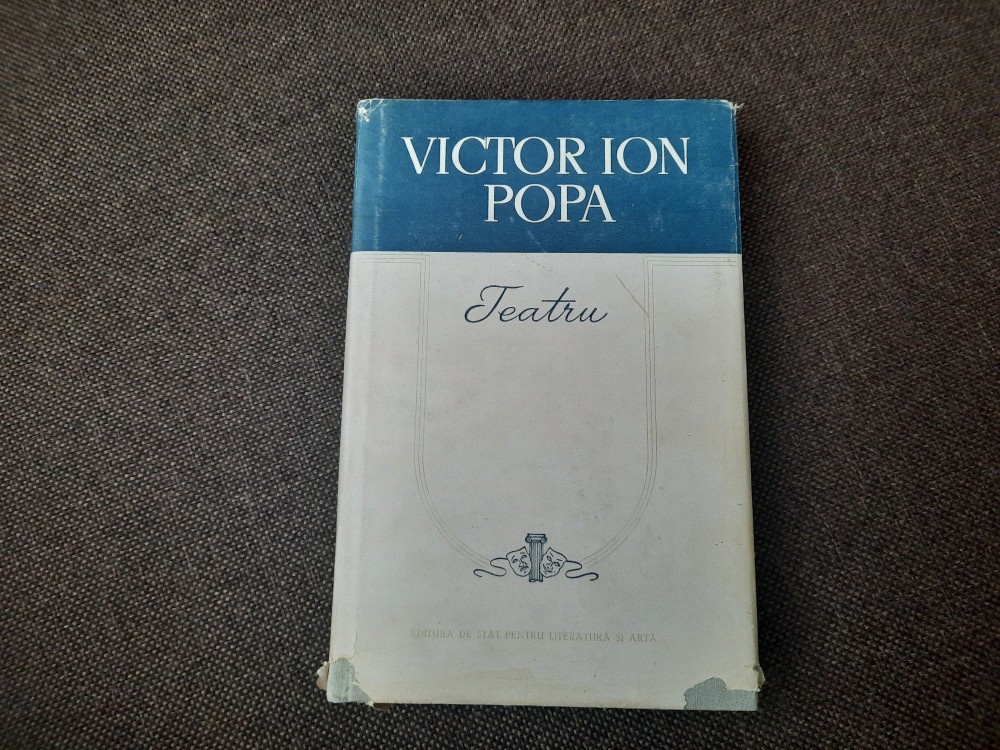 VICTOR ION
POPA
Teatru
EDITURA DE STAT PENTRU LITERATURĂ ȘI ARTĂ